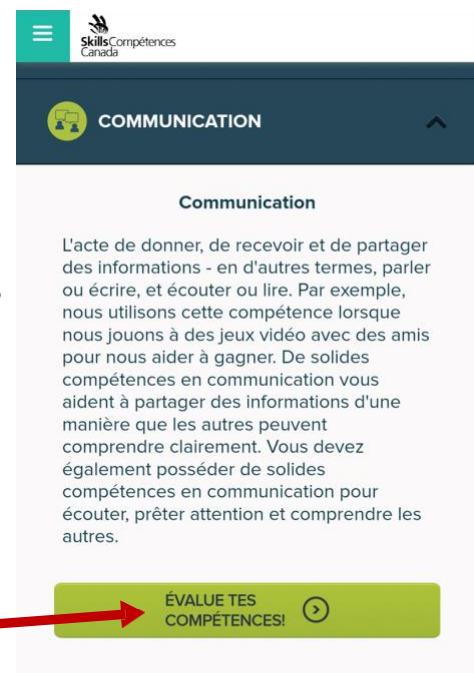 SkillsCompétences
Canada
COMMUNICATION
Communication
L'acte de donner, de recevoir et de partager
des informations - en d'autres termes, parler
ou écrire, et écouter ou lire. Par exemple,
nous utilisons cette compétence lorsque
nous jouons à des jeux vidéo avec des amis
pour nous aider à gagner. De solides
compétences en communication vous
aident à partager des informations d'une
manière que les autres peuvent
comprendre clairement. Vous devez
également posséder de solides
compétences en communication pour
écouter, prêter attention et comprendre les
autres.
ÉVALUE TES
COMPÉTENCES!